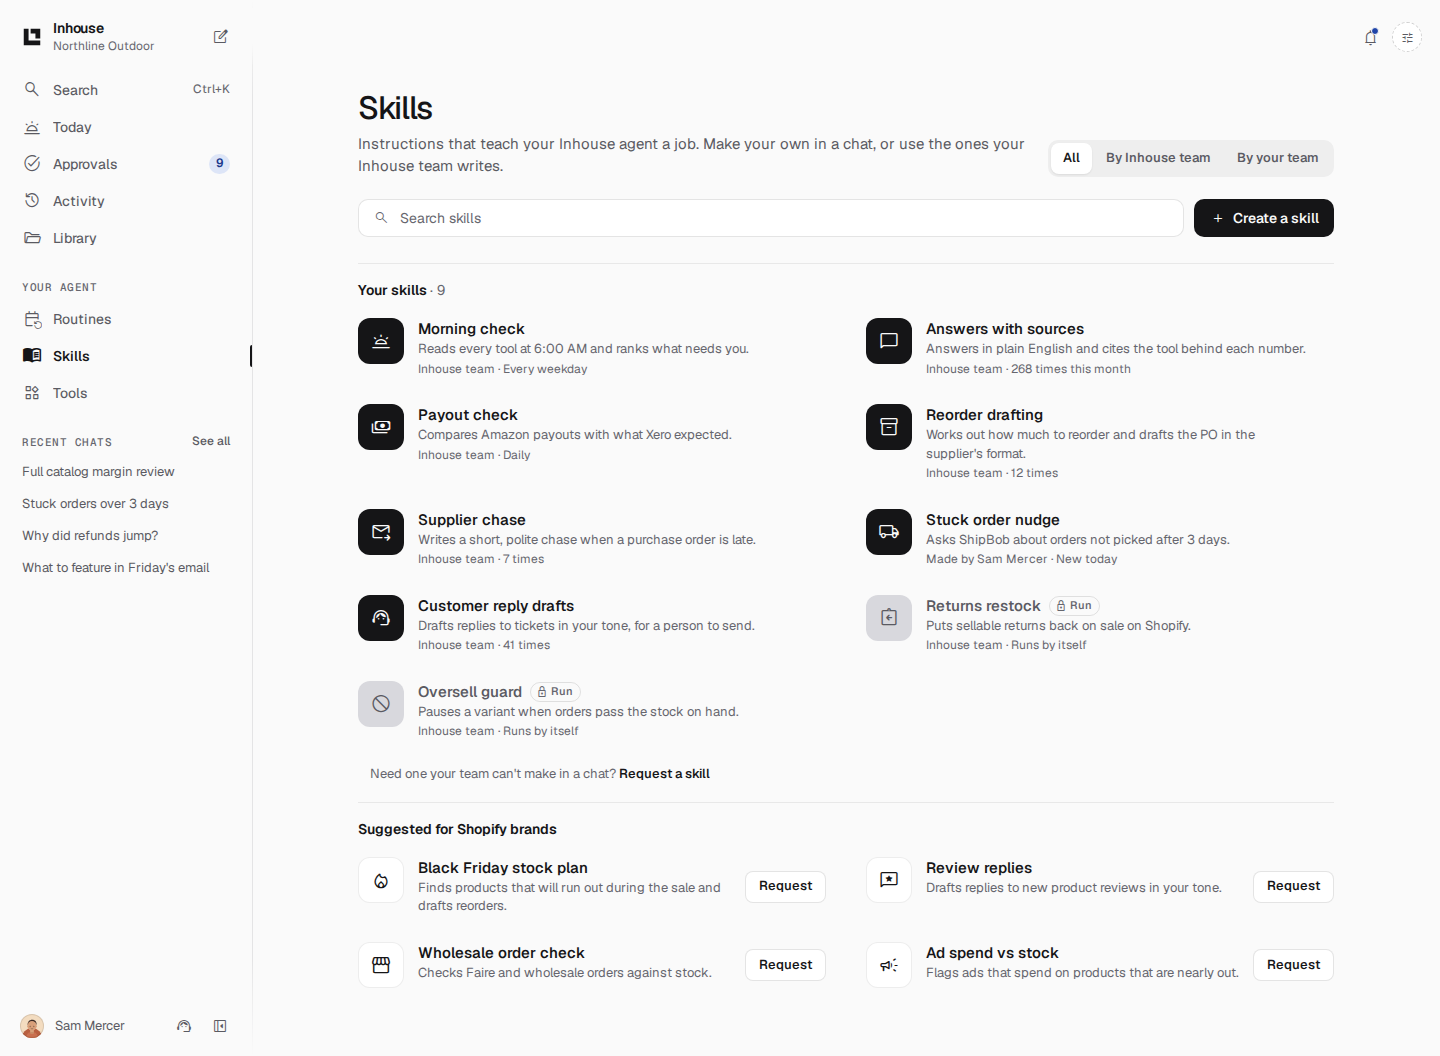 Inhouse
Northline Outdoor
Search Ctrl+K
Today
Approvals 9
Activity
Library
YOUR AGENT
Routines
Skills
Tools
RECENT CHATS See all
Full catalog margin review
Stuck orders over 3 days
Why did refunds jump?
What to feature in Friday's email
Sam Mercer
Skills
Instructions that teach your Inhouse agent a job. Make your own in a chat, or use the ones your
Inhouse team writes.
All By Inhouse team By your team
Search skills
+ Create a skill
Your skills · 9
Morning check
Reads every tool at 6:00 AM and ranks what needs you.
Inhouse team · Every weekday
Answers with sources
Answers in plain English and cites the tool behind each number.
Inhouse team · 268 times this month
Payout check
Compares Amazon payouts with what Xero expected.
Inhouse team · Daily
Reorder drafting
Works out how much to reorder and drafts the PO in the
supplier's format.
Inhouse team · 12 times
Supplier chase
Writes a short, polite chase when a purchase order is late.
Inhouse team · 7 times
Stuck order nudge
Asks ShipBob about orders not picked after 3 days.
Made by Sam Mercer · New today
Customer reply drafts
Drafts replies to tickets in your tone, for a person to send.
Inhouse team · 41 times
Returns restock Run
Puts sellable returns back on sale on Shopify.
Inhouse team · Runs by itself
Oversell guard Run
Pauses a variant when orders pass the stock on hand.
Inhouse team · Runs by itself
Need one your team can't make in a chat? Request a skill
Suggested for Shopify brands
Black Friday stock plan
Finds products that will run out during the sale and
drafts reorders.
Request
Review replies
Drafts replies to new product reviews in your tone.
Request
Wholesale order check
Checks Faire and wholesale orders against stock.
Request
Ad spend vs stock
Flags ads that spend on products that are nearly out.
Request